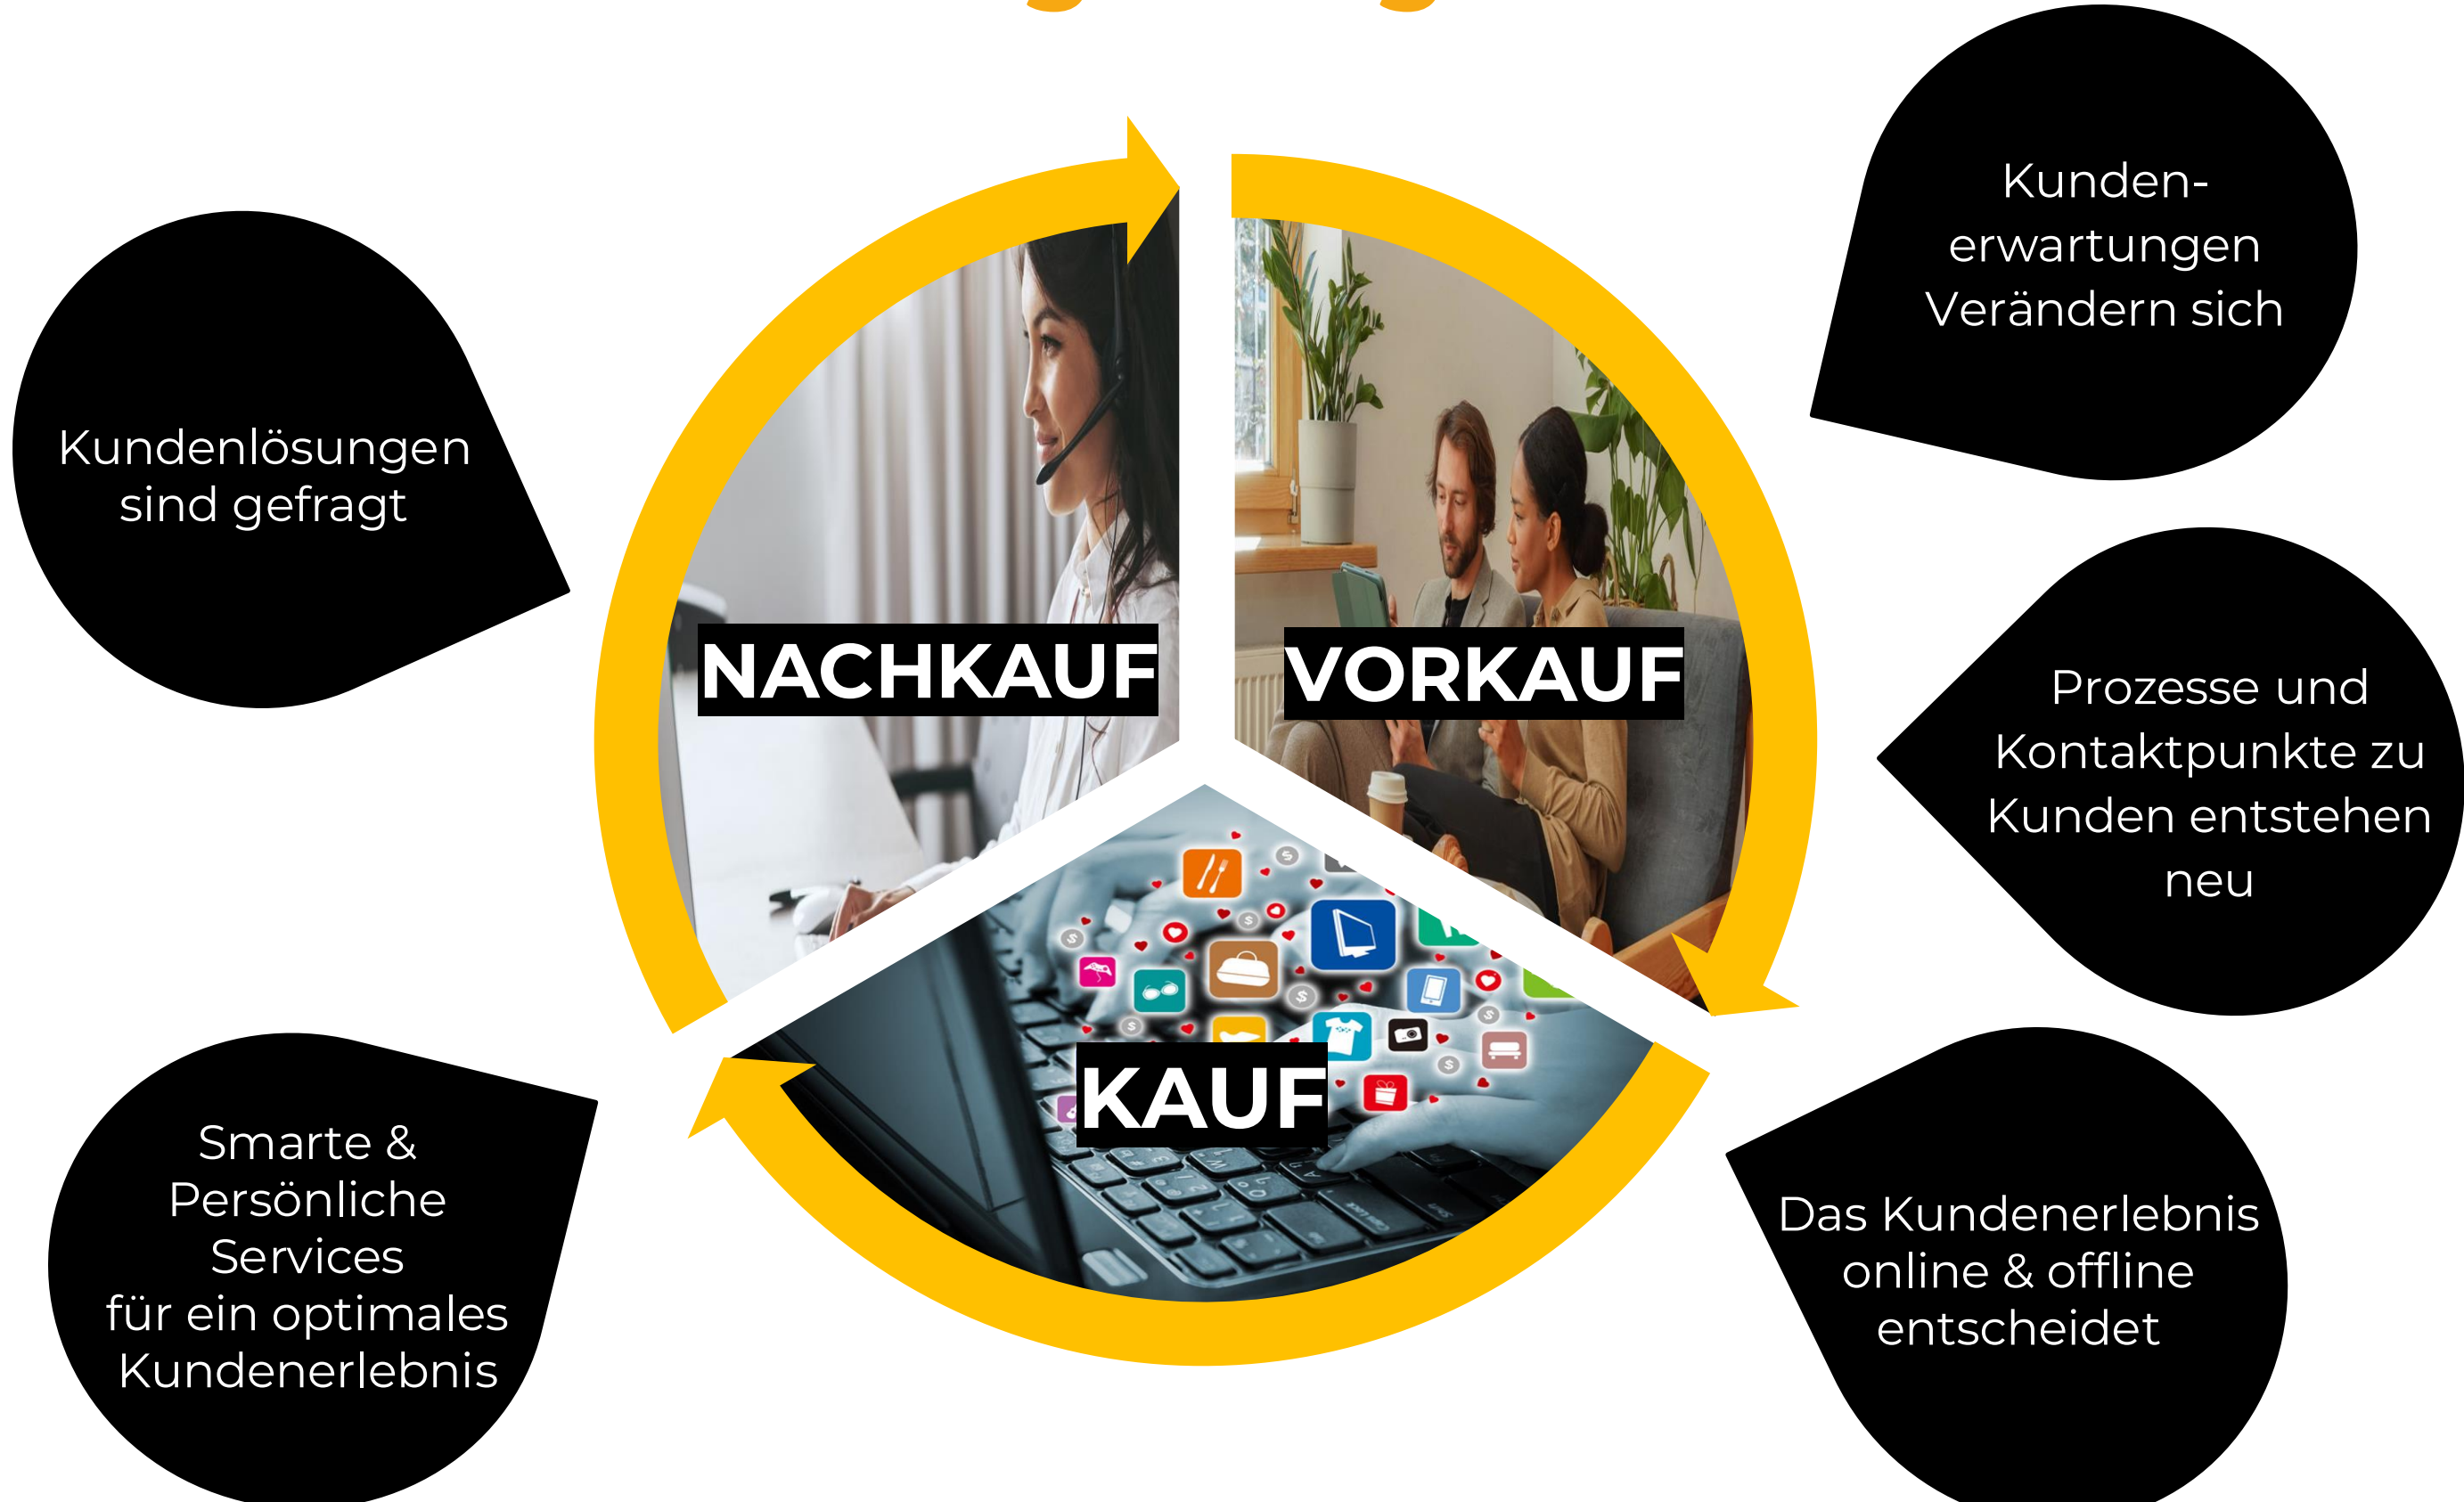 Kunden-
erwartungen
Verändern sich
Kundenlösungen
sind gefragt
NACHKAUF
VORKAUF
Prozesse und
Kontaktpunkte zu
Kunden entstehen
neu
KAUF
Smarte &
Persönliche
Services
für ein optimales
Kundenerlebnis
Das Kundenerlebnis
online & offline
entscheidet